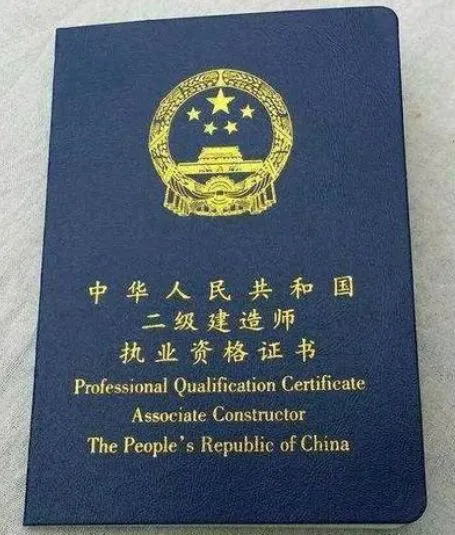 中华人民共和国
二级建造师
执业资格证书
Professional Qualification Certificate
Associate Constructor
The People's Republic of China